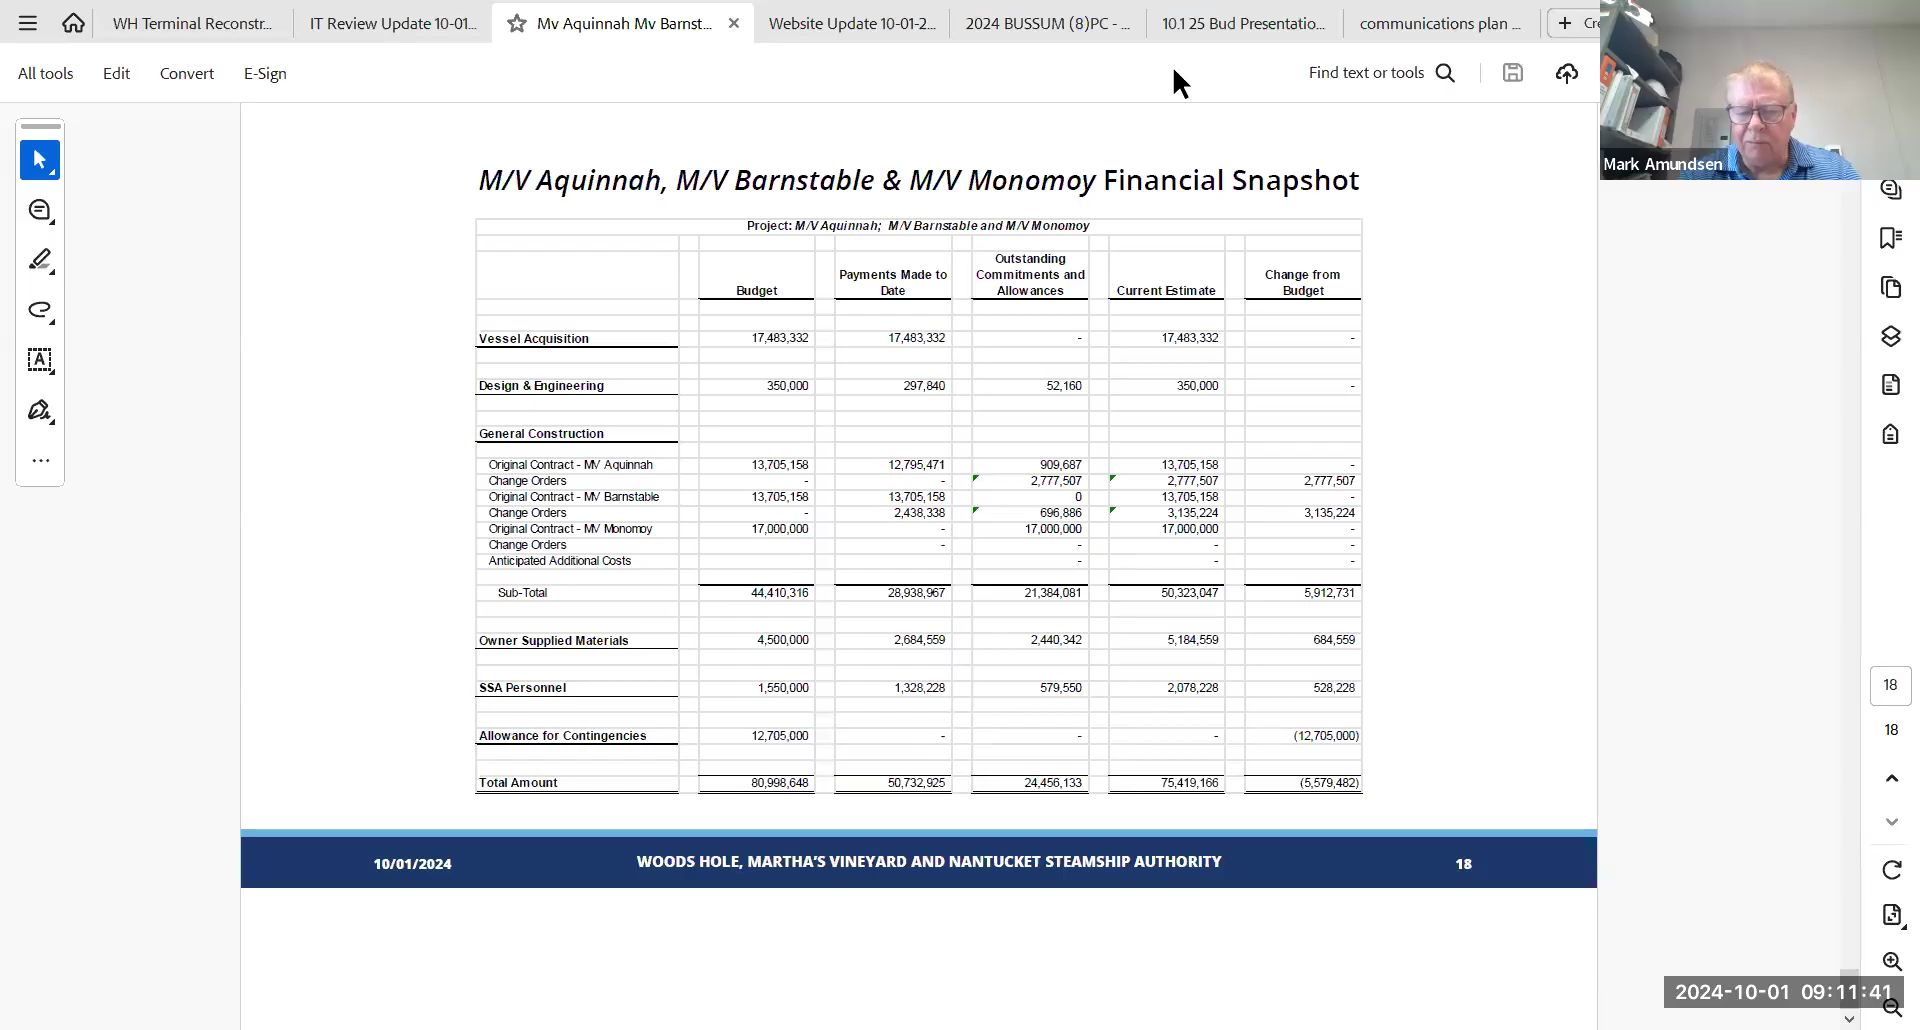 WH Terminal Reconstr...
IT Review Update 10-01...
Mv Aquinnah Mv Barnst...
Website Update 10-01-2...
2024 BUSSUM (8)PC - ...
10.1 25 Bud Presentatio...
communications plan ...
All tools
Edit
Convert
E-Sign
Find text or tools
Mark Amundsen
M/V Aquinnah, M/V Barnstable & M/V Monomoy Financial Snapshot
Project: M/V Aquinnah; M/V Barnstable and M/V Monomoy
Budget
Payments Made to
Date
Outstanding
Commitments and
Allowances
Current Estimate
Change from
Budget
Vessel Acquisition 17,483,332 17,483,332 - 17,483,332 -
Design & Engineering 350,000 297,840 52,160 350,000 -
General Construction
Original Contract - MV Aquinnah 13,705,158 12,795,471 909,687 13,705,158 -
Change Orders - - 2,777,507 2,777,507 2,777,507
Original Contract - MV Barnstable 13,705,158 13,705,158 0 13,705,158 -
Change Orders - 2,438,338 696,886 3,135,224 3,135,224
Original Contract - MV Monomoy 17,000,000 - 17,000,000 17,000,000 -
Change Orders - - - -
Anticipated Additional Costs - - -
Sub-Total 44,410,316 28,938,967 21,384,081 50,323,047 5,912,731
Owner Supplied Materials 4,500,000 2,684,559 2,440,342 5,184,559 684,559
SSA Personnel 1,550,000 1,328,228 579,550 2,078,228 528,228
Allowance for Contingencies 12,705,000 - - - (12,705,000)
Total Amount 80,998,648 50,732,925 24,456,133 75,419,166 (5,579,482)
10/01/2024
WOODS HOLE, MARTHA'S VINEYARD AND NANTUCKET STEAMSHIP AUTHORITY
18
18
18
2024-10-01 09:11:41